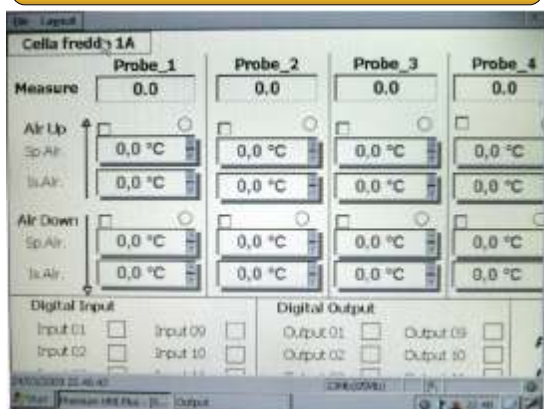 File Layout
Cella freddo 1A
Probe_1 Probe_2 Probe_3 Probe_4
Measure 0.0 0.0 0.0 0.0
Air Up
Sp Air. 0,0 °C 0,0 °C 0,0 °C 0,0 °C
Is Air. 0,0 °C 0,0 °C 0,0 °C 0,0 °C
Air Down
Sp Air. 0,0 °C 0,0 °C 0,0 °C 0,0 °C
Is Air. 0,0 °C 0,0 °C 0,0 °C 0,0 °C
Digital Input Digital Output
Input 01 Input 09 Output 01 Output 09
Input 02 Input 10 Output 02 Output 10
Start Output